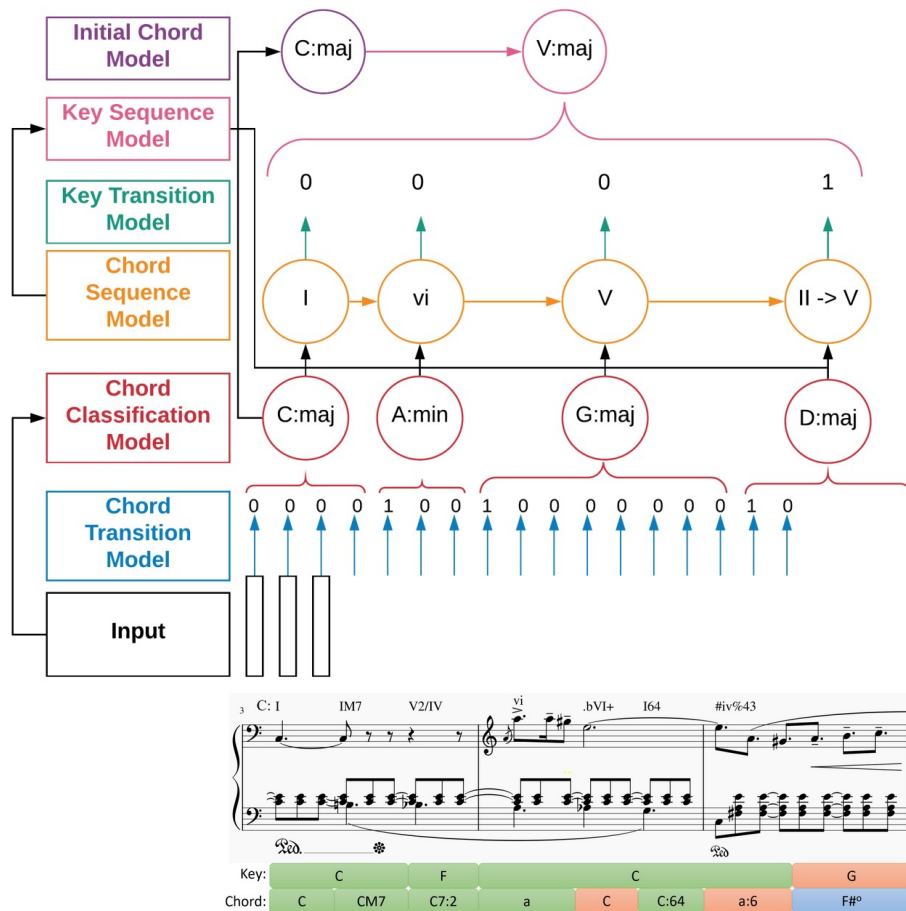 Initial Chord
Model
C:maj
V:maj
Key Sequence
Model
Key Transition
Model
0 0 0 1
Chord
Sequence
Model
I
vi
V
II -> V
Chord
Classification
Model
C:maj
A:min
G:maj
D:maj
Chord
Transition
Model
0 0 0 0 1 0 0 1 0 0 0 0 0 0 0 1 0
Input
C: I IM7 V2/IV vi .bVI+ I64 #iv%43
3
Ped.
Ped
Key: C F C G
Chord: C CM7 C7:2 a C C:64 a:6 F#o